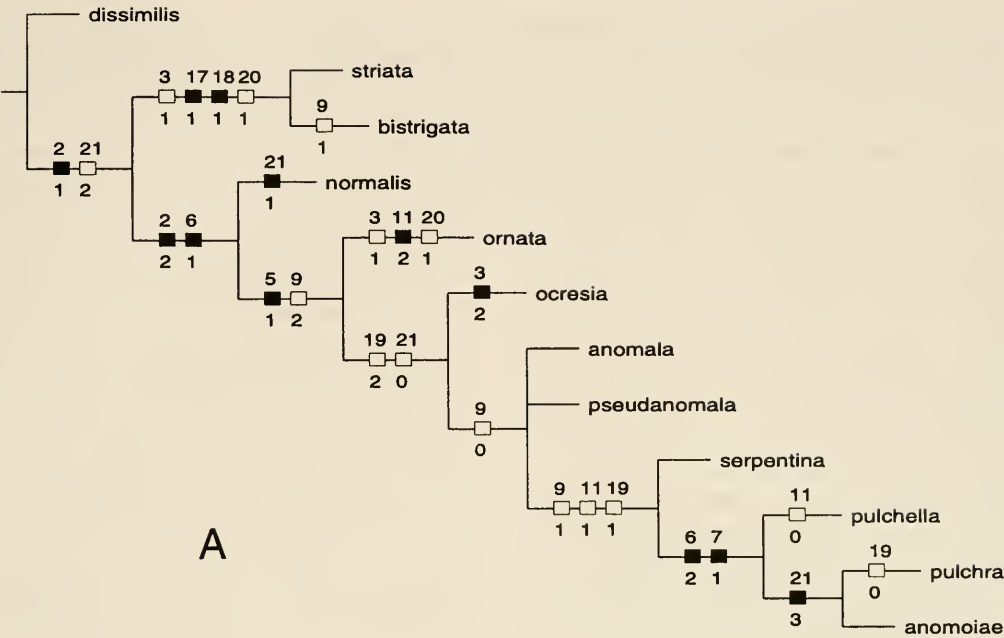 dissimilis
3 17 18 20
striata
1 1 1 1
9
bistrigata
1
2 21
1 2
21
normalis
1
2 6
2 1
3 11 20
ornata
1 2 1
5 9
1 2
3
ocresia
2
19 21
2 0
anomala
9
pseudanomala
0
serpentina
9 11 19
1 1 1
11
pulchella
0
6 7
2 1
19
pulchra
0
21
3
anomoiae
A